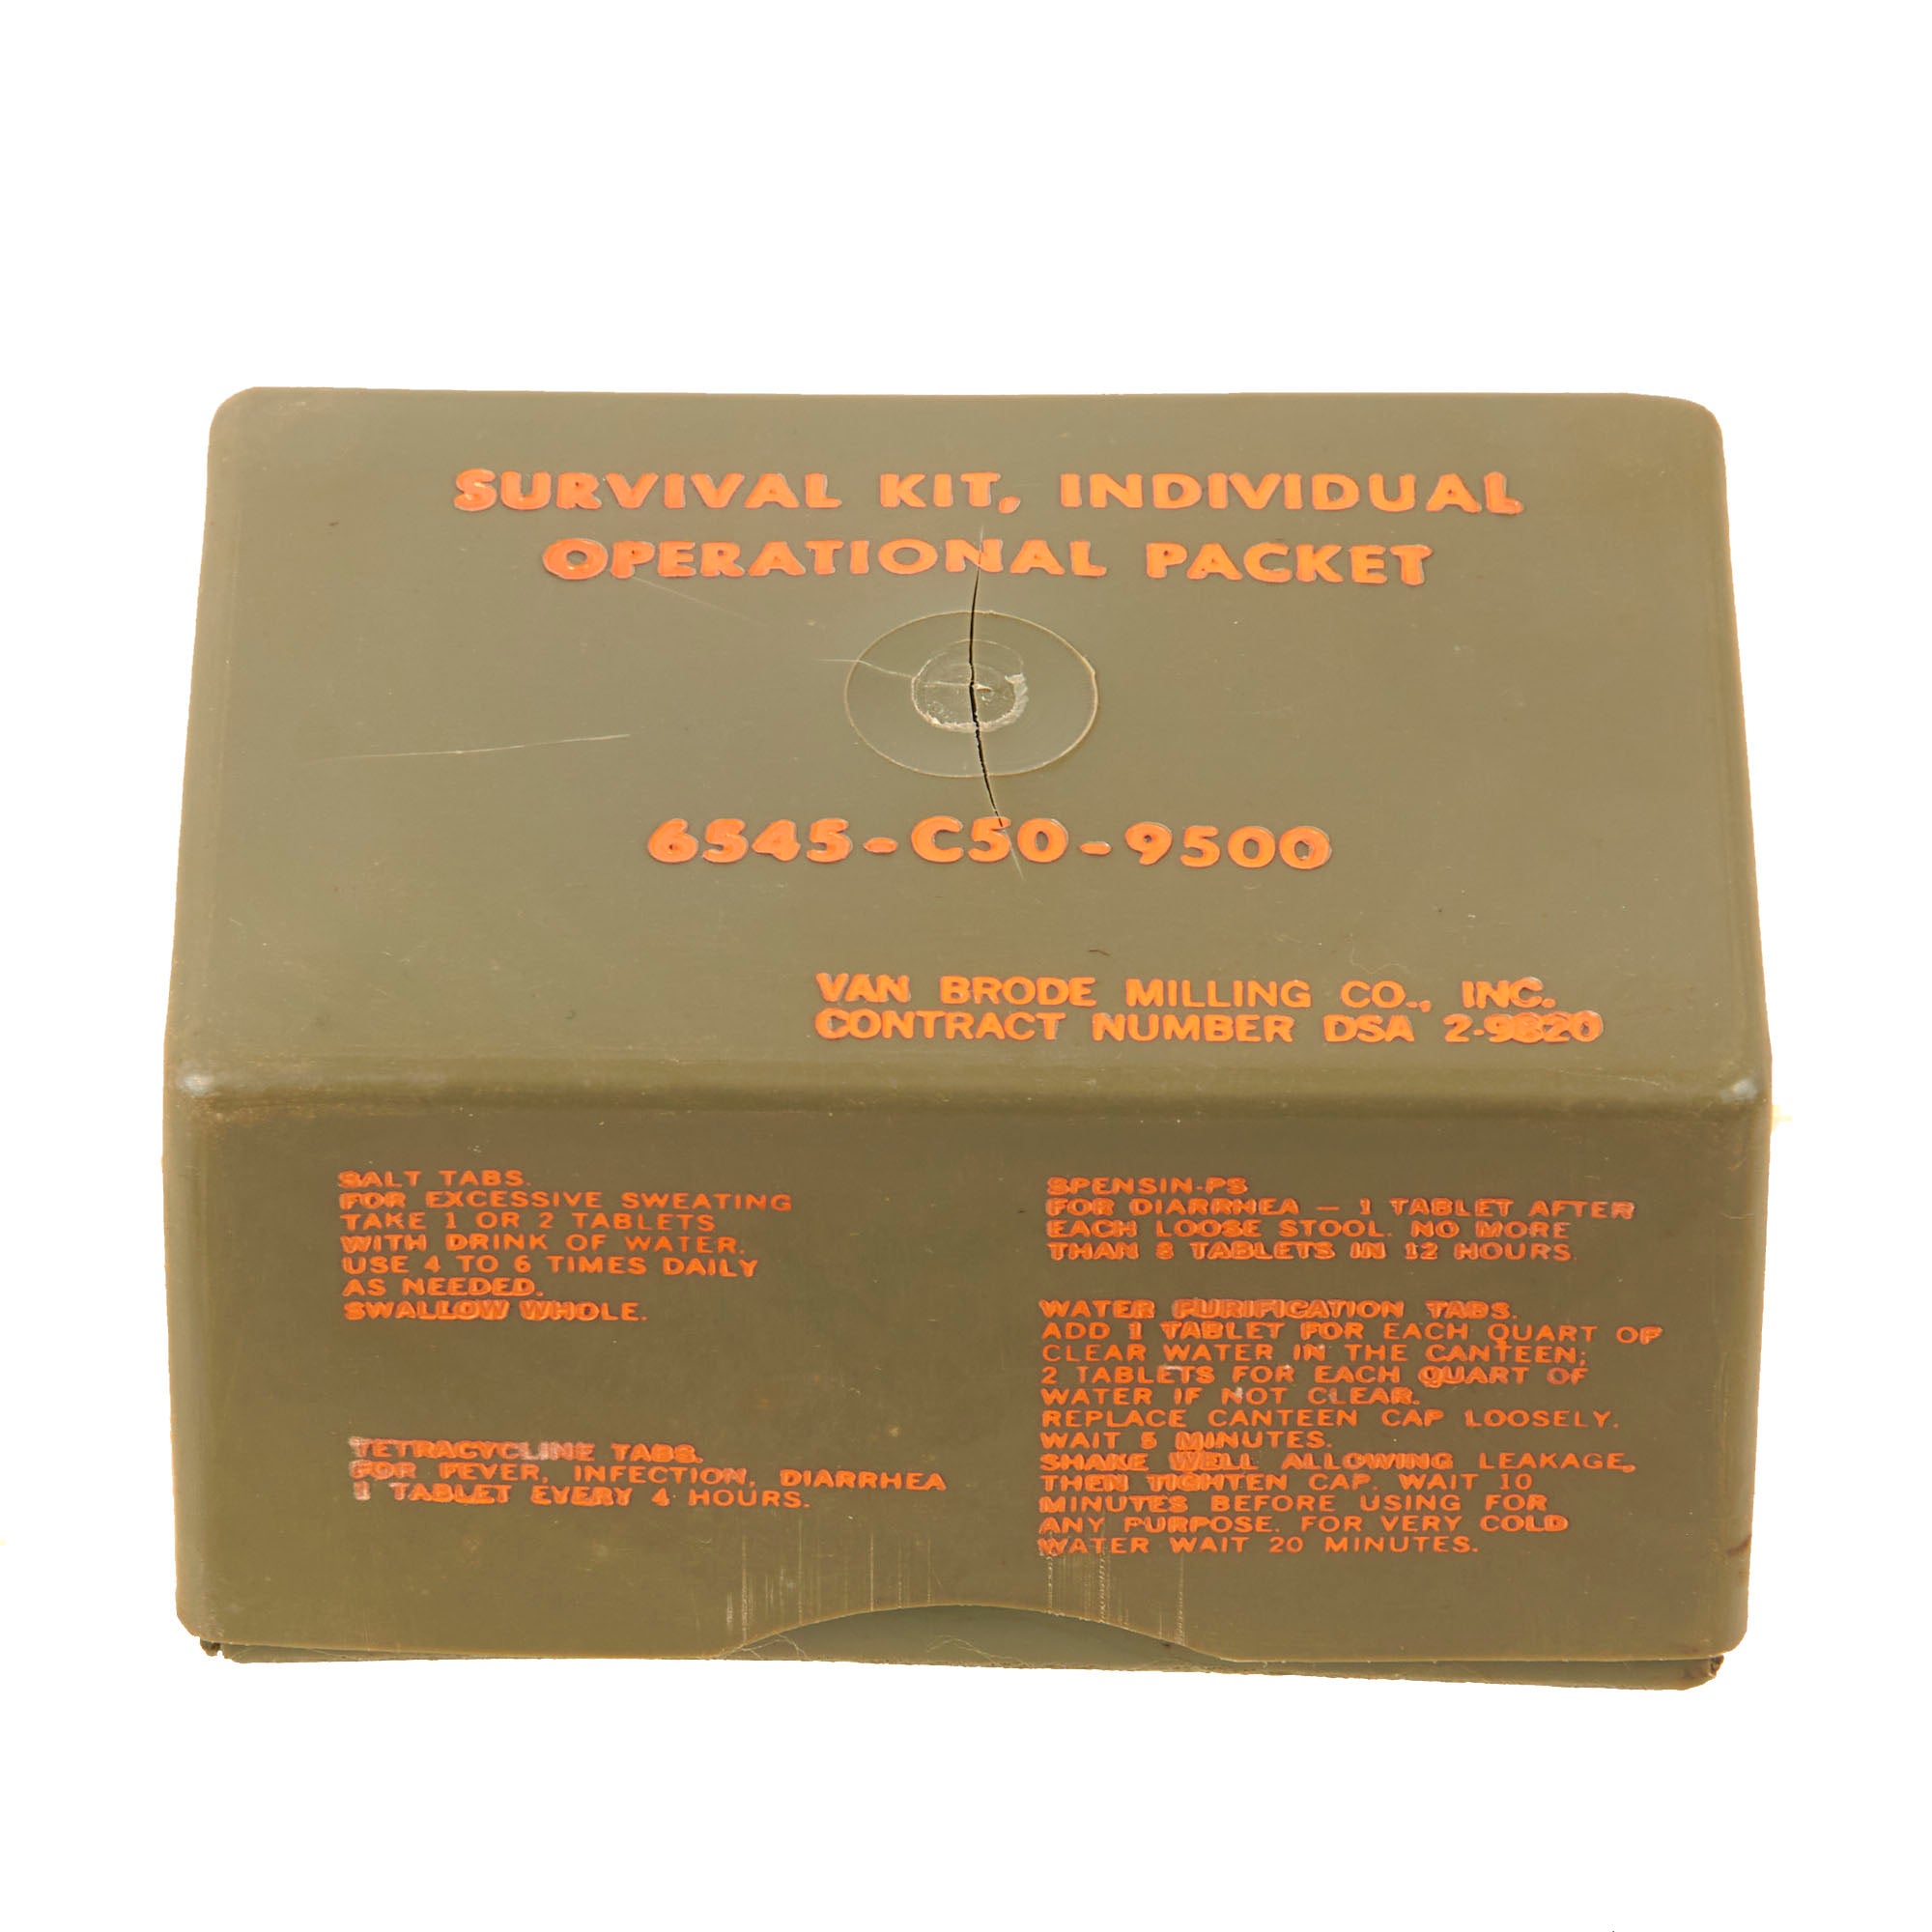 SURVIVAL KIT, INDIVIDUAL
OPERATIONAL PACKET
6545-C50-9500
VAN BRODE MILLING CO., INC.
CONTRACT NUMBER DSA 2-9820
SALT TABS.
FOR EXCESSIVE SWEATING
TAKE 1 OR 2 TABLETS
WITH DRINK OF WATER.
USE 4 TO 6 TIMES DAILY
AS NEEDED.
SWALLOW WHOLE.
TETRACYCLINE TABS.
FOR FEVER, INFECTION, DIARRHEA
1 TABLET EVERY 4 HOURS.
SPENSIN-PS
FOR DIARRHEA — 1 TABLET AFTER
EACH LOOSE STOOL. NO MORE
THAN 8 TABLETS IN 12 HOURS.
WATER PURIFICATION TABS.
ADD 1 TABLET FOR EACH QUART OF
CLEAR WATER IN THE CANTEEN;
2 TABLETS FOR EACH QUART OF
WATER IF NOT CLEAR.
REPLACE CANTEEN CAP LOOSELY.
WAIT 5 MINUTES.
SHAKE WELL ALLOWING LEAKAGE,
THEN TIGHTEN CAP. WAIT 10
MINUTES BEFORE USING FOR
ANY PURPOSE. FOR VERY COLD
WATER WAIT 20 MINUTES.